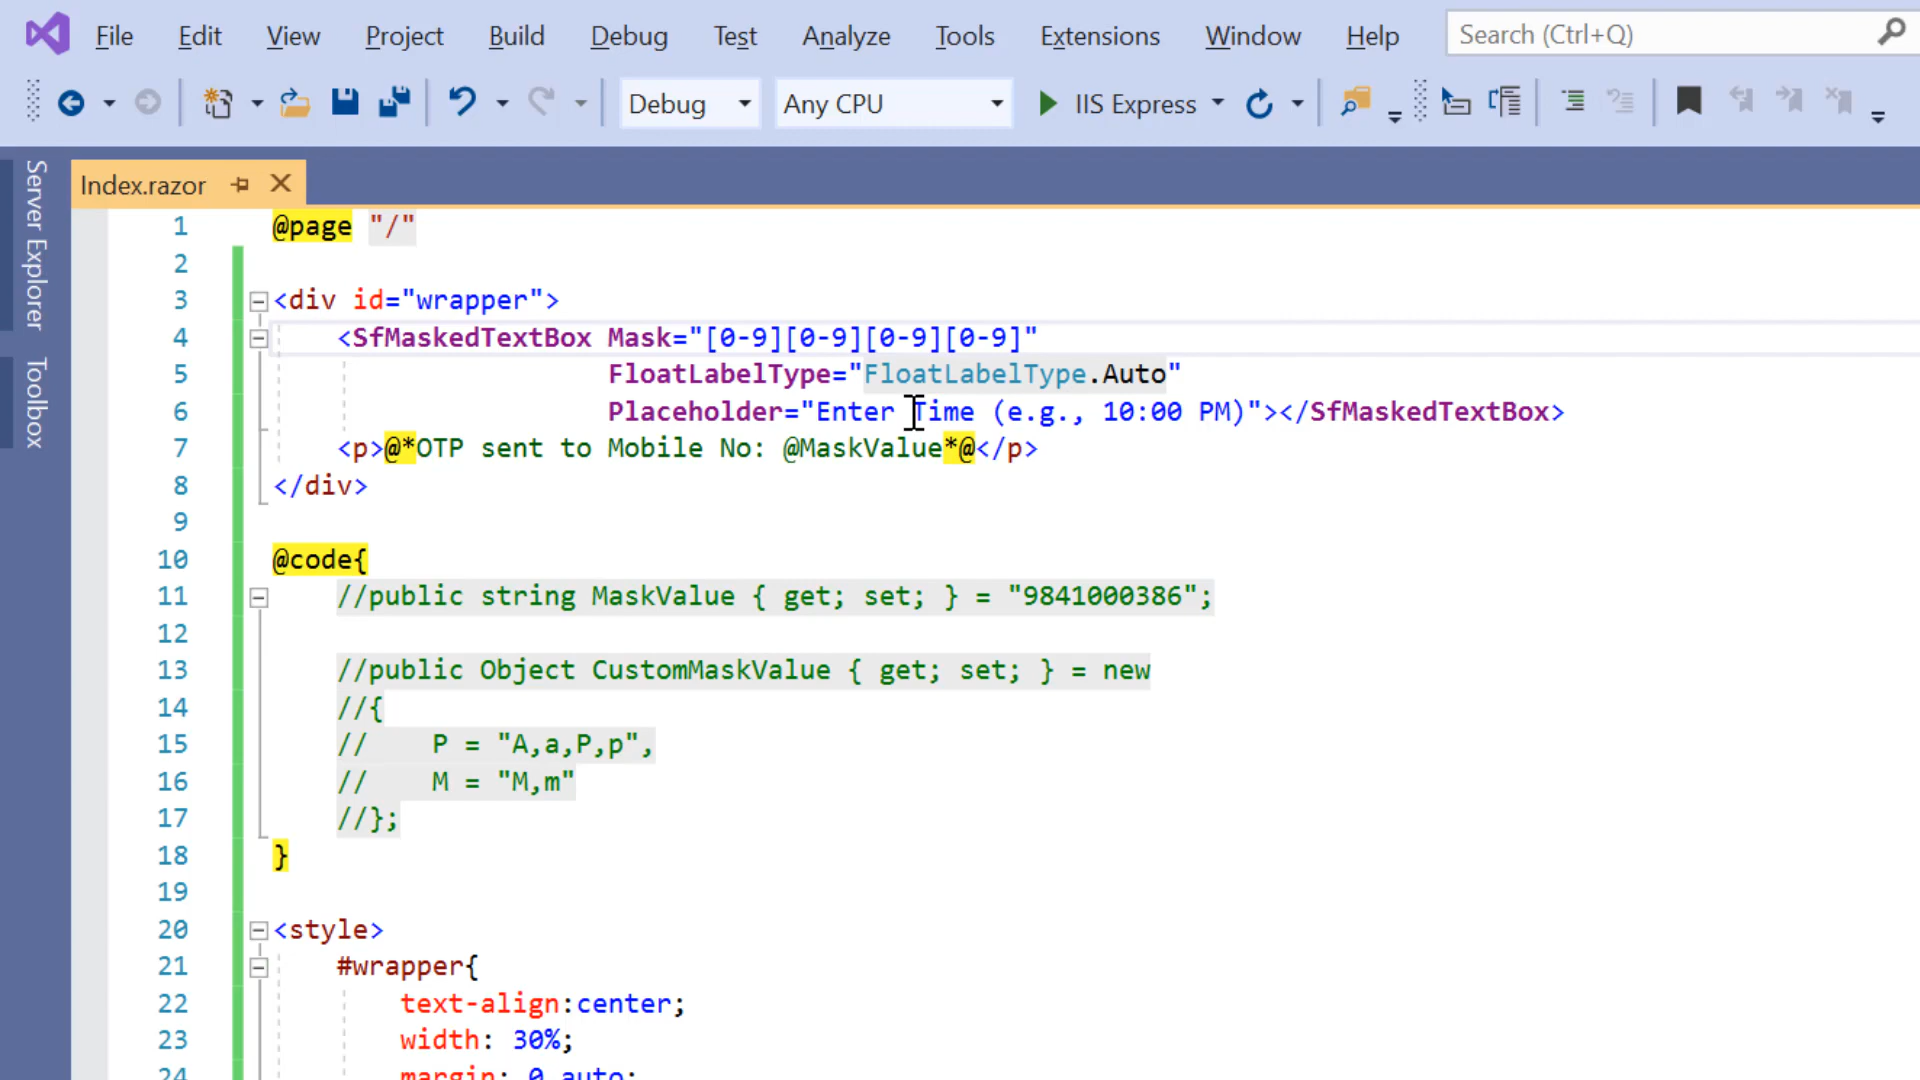 File Edit View Project Build Debug Test Analyze Tools Extensions Window Help Search (Ctrl+Q)
Debug Any CPU IIS Express
Server Explorer
Toolbox
Index.razor
1 @page "/"
2
3 <div id="wrapper">
4 <SfMaskedTextBox Mask="[0-9][0-9][0-9][0-9]"
5 FloatLabelType="FloatLabelType.Auto"
6 Placeholder="Enter Time (e.g., 10:00 PM)"></SfMaskedTextBox>
7 <p>@*OTP sent to Mobile No: @MaskValue*@</p>
8 </div>
9
10 @code{
11 //public string MaskValue { get; set; } = "9841000386";
12
13 //public Object CustomMaskValue { get; set; } = new
14 //{
15 // P = "A,a,P,p",
16 // M = "M,m"
17 //};
18 }
19
20 <style>
21 #wrapper{
22 text-align:center;
23 width: 30%;
24 margin: 0 auto;